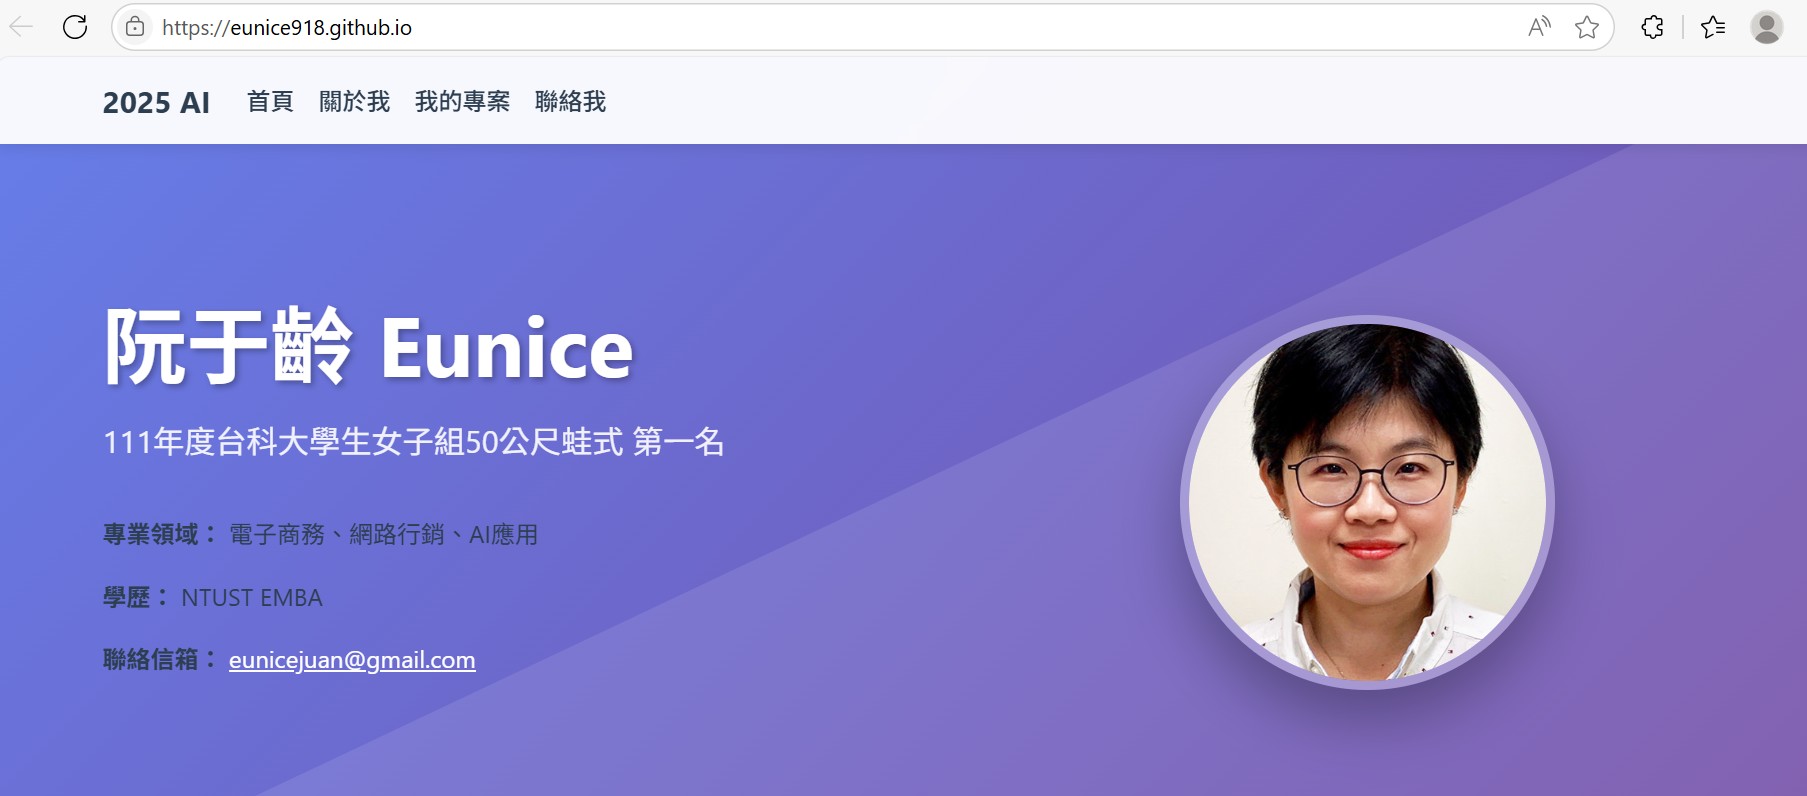 https://eunice918.github.io
2025 AI 首頁 關於我 我的專案 聯絡我
阮于齡 Eunice
111年度台科大學生女子組50公尺蛙式 第一名
專業領域： 電子商務、網路行銷、AI應用
學歷： NTUST EMBA
聯絡信箱： eunicejuan@gmail.com